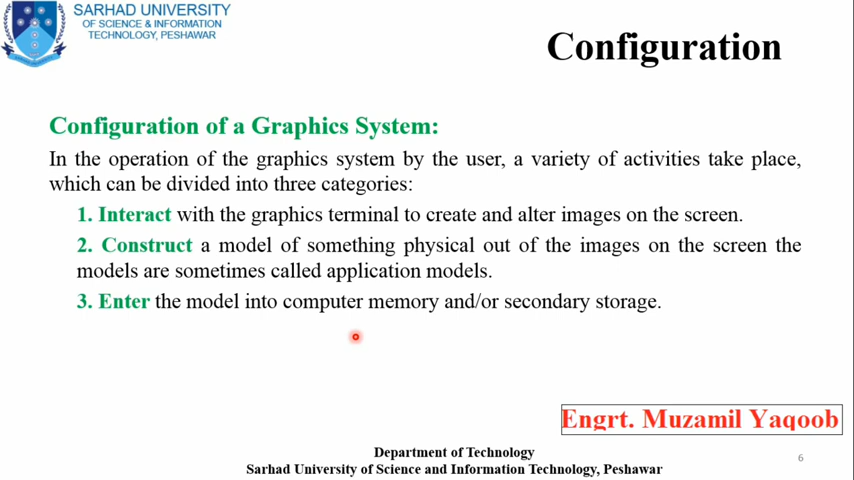 SARHAD UNIVERSITY
OF SCIENCE & INFORMATION
TECHNOLOGY, PESHAWAR
Configuration
Configuration of a Graphics System:
In the operation of the graphics system by the user, a variety of activities take place,
which can be divided into three categories:
1. Interact with the graphics terminal to create and alter images on the screen.
2. Construct a model of something physical out of the images on the screen the
models are sometimes called application models.
3. Enter the model into computer memory and/or secondary storage.
Engrt. Muzamil Yaqoob
Department of Technology
Sarhad University of Science and Information Technology, Peshawar
6